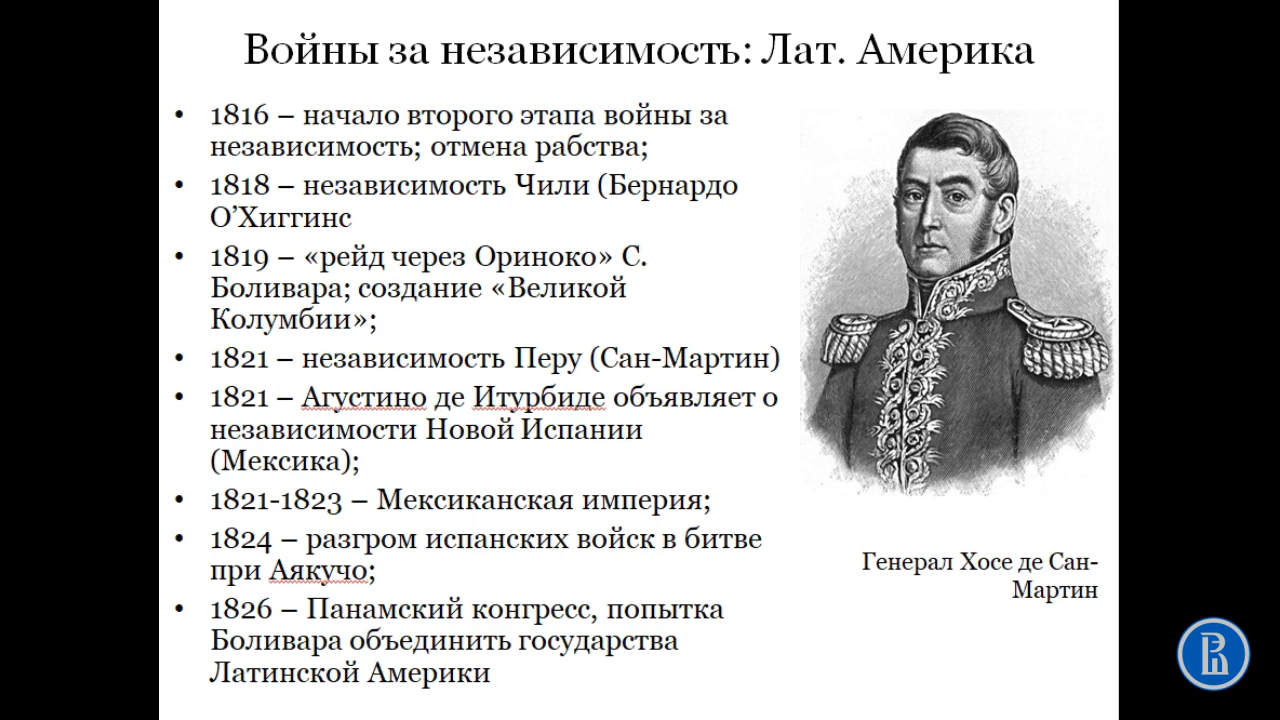 Войны за независимость: Лат. Америка
• 1816 – начало второго этапа войны за
независимость; отмена рабства;
• 1818 – независимость Чили (Бернардо
О’Хиггинс
• 1819 – «рейд через Ориноко» С.
Боливара; создание «Великой
Колумбии»;
• 1821 – независимость Перу (Сан-Мартин)
• 1821 – Агустино де Итурбиде объявляет о
независимости Новой Испании
(Мексика);
• 1821-1823 – Мексиканская империя;
• 1824 – разгром испанских войск в битве
при Аякучо;
• 1826 – Панамский конгресс, попытка
Боливара объединить государства
Латинской Америки
Генерал Хосе де Сан-
Мартин